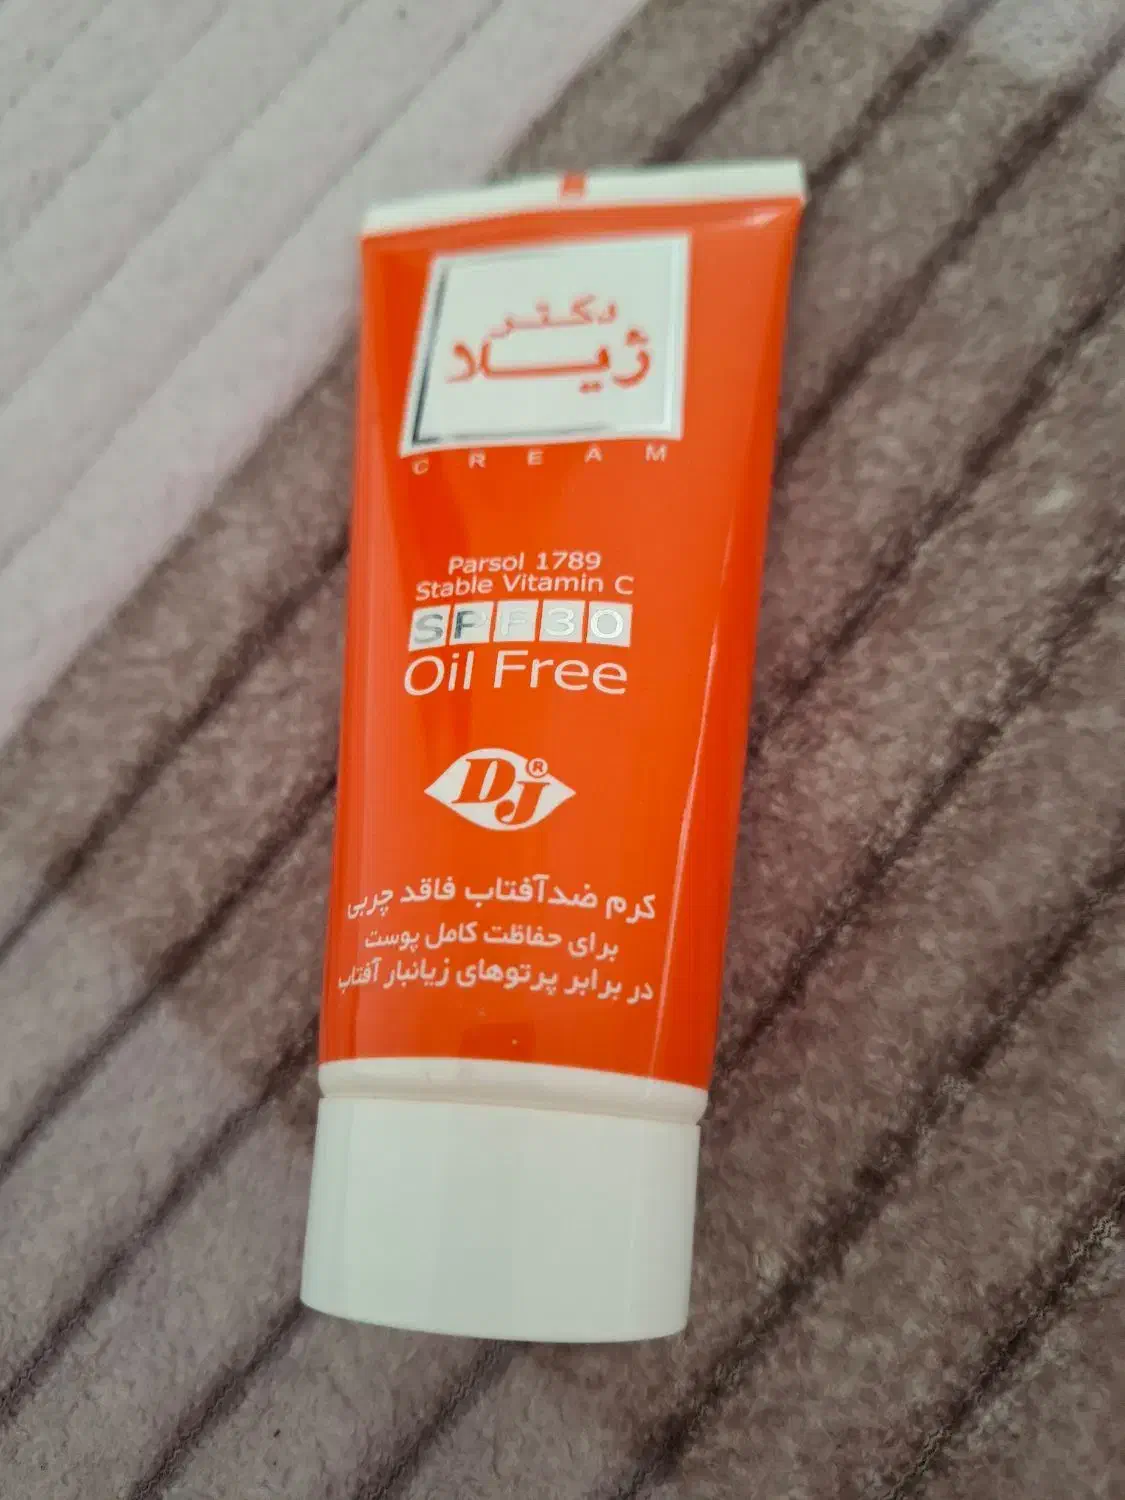 دکتر
ژیلا
CREAM
Parsol 1789
Stable Vitamin C
SPF30
Oil Free
DJ®
کرم ضدآفتاب فاقد چربی
برای حفاظت کامل پوست
در برابر پرتوهای زیانبار آفتاب